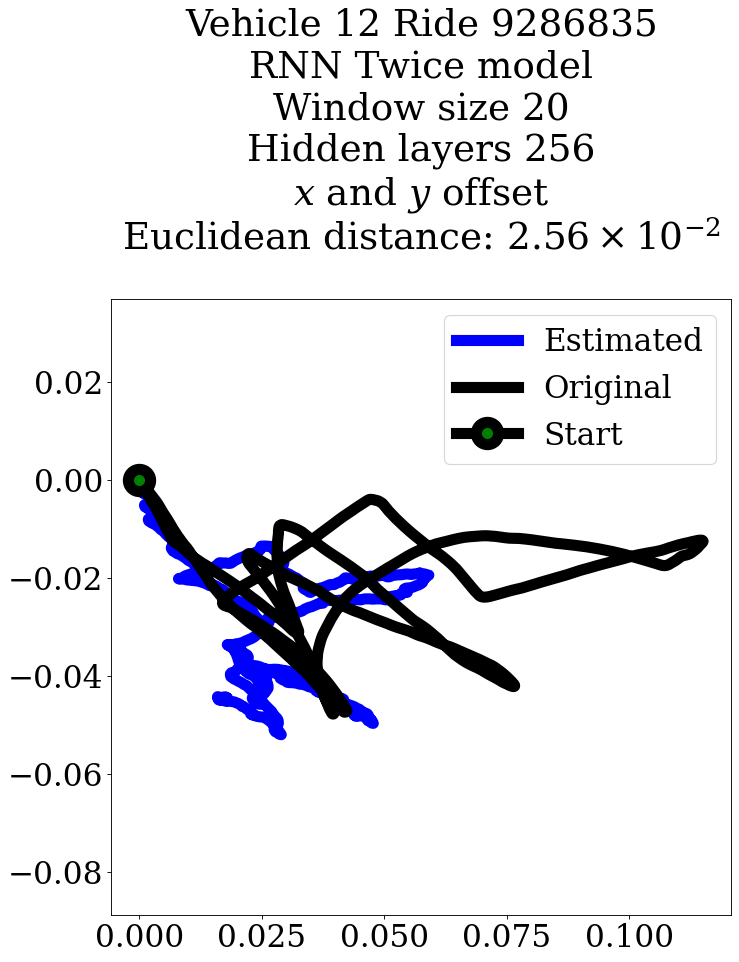 Vehicle 12 Ride 9286835
RNN Twice model
Window size 20
Hidden layers 256
x and y offset
Euclidean distance: 2.56 × 10⁻²
Estimated
Original
Start
0.02
0.00
−0.02
−0.04
−0.06
−0.08
0.000 0.025 0.050 0.075 0.100